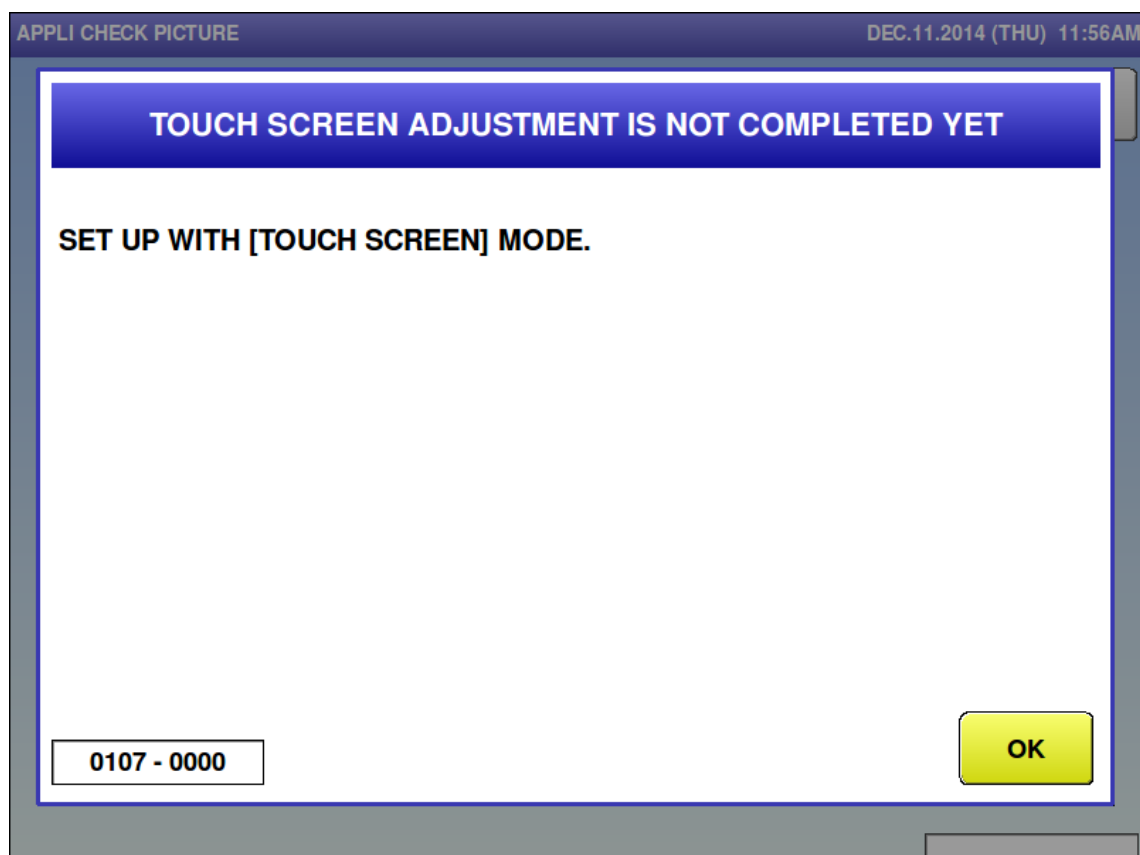 APPLI CHECK PICTURE DEC.11.2014 (THU) 11:56AM
TOUCH SCREEN ADJUSTMENT IS NOT COMPLETED YET
SET UP WITH [TOUCH SCREEN] MODE.
0107 - 0000
OK